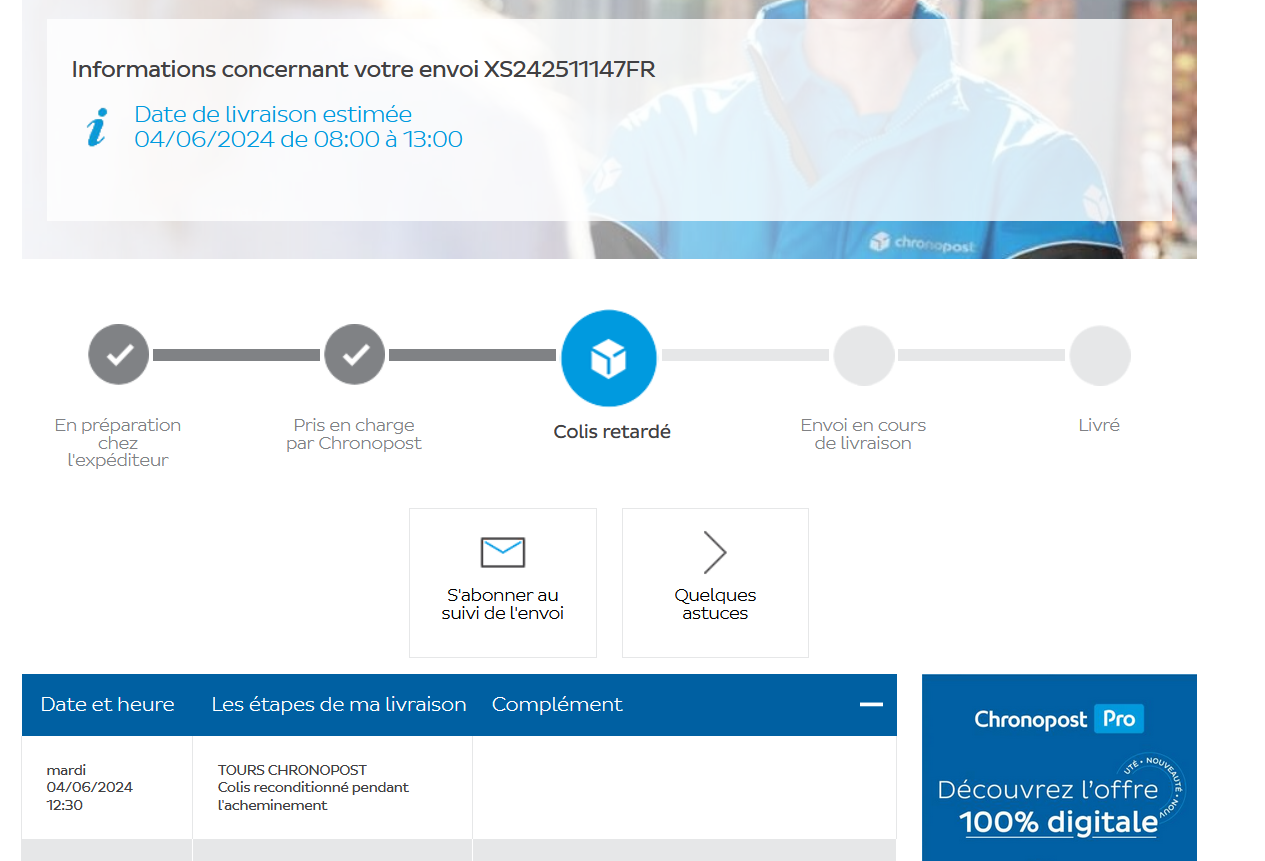 Informations concernant votre envoi XS242511147FR
Date de livraison estimée
04/06/2024 de 08:00 à 13:00
chronopost
En préparation
chez
l'expéditeur
Pris en charge
par Chronopost
Colis retardé
Envoi en cours
de livraison
Livré
S'abonner au
suivi de l'envoi
Quelques
astuces
Date et heure
Les étapes de ma livraison
Complément
mardi
04/06/2024
12:30
TOURS CHRONOPOST
Colis reconditionné pendant
l'acheminement
Chronopost Pro
UTÉ • NOUVEAUTÉ • NOUV
Découvrez l'offre
100% digitale